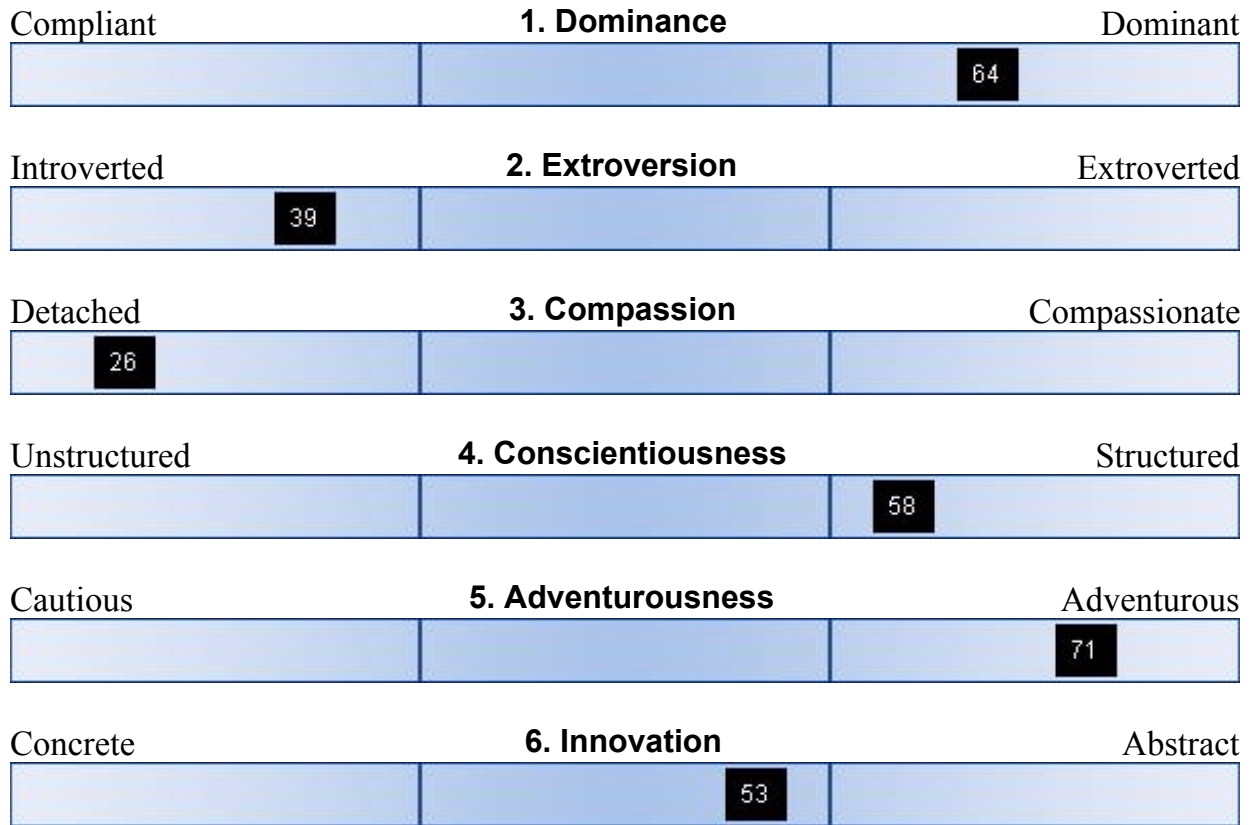 Compliant 1. Dominance Dominant
64
Introverted 2. Extroversion Extroverted
39
Detached 3. Compassion Compassionate
26
Unstructured 4. Conscientiousness Structured
58
Cautious 5. Adventurousness Adventurous
71
Concrete 6. Innovation Abstract
53